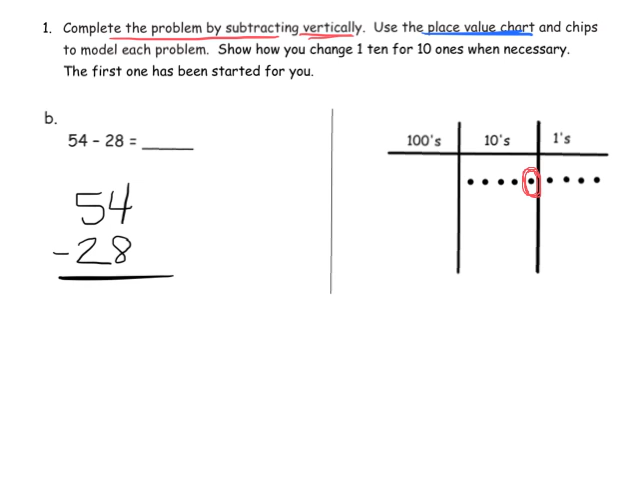 1. Complete the problem by subtracting vertically. Use the place value chart and chips
to model each problem. Show how you change 1 ten for 10 ones when necessary.
The first one has been started for you.
b.
54 - 28 = ______
54
-28
100's 10's 1's